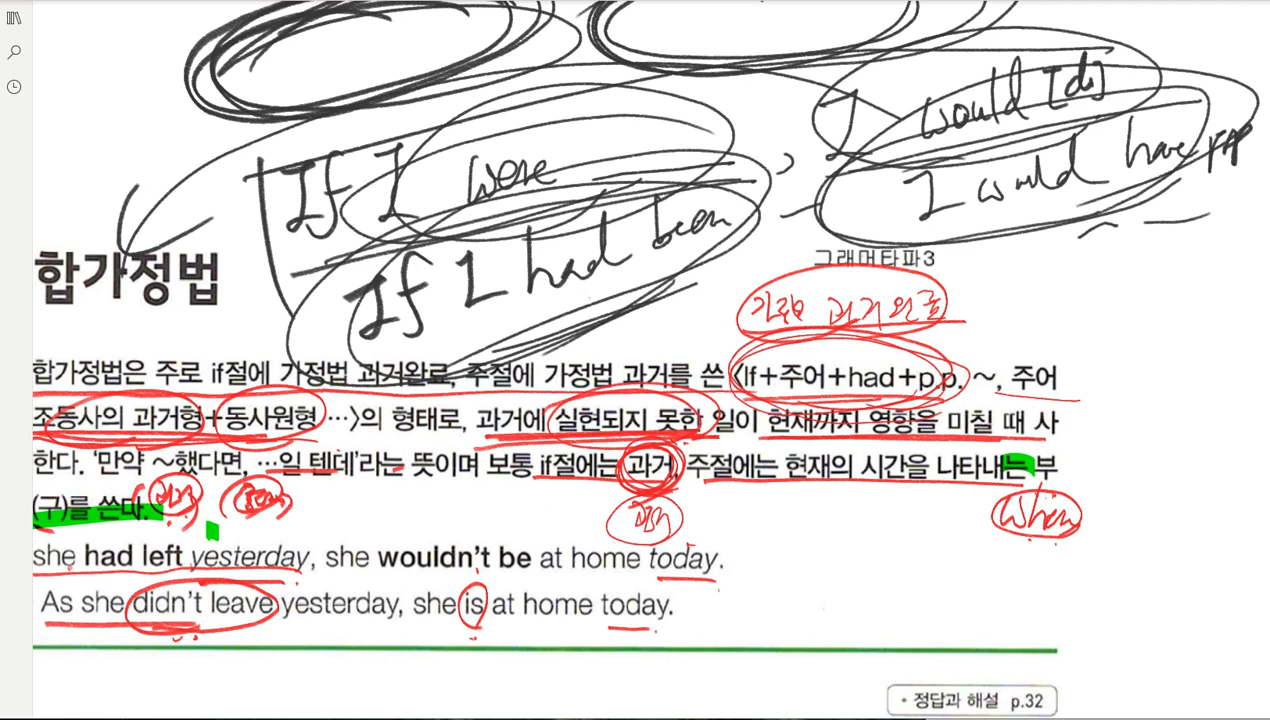 I would [do]
If I were
I would have pp
If I had been
합가정법
그래머타파3
가정법 과거완료
합가정법은 주로 if절에 가정법 과거완료, 주절에 가정법 과거를 쓴 〈If+주어+had+p.p. ~, 주어
조동사의 과거형+동사원형 …〉의 형태로, 과거에 실현되지 못한 일이 현재까지 영향을 미칠 때 사
한다. ‘만약 ~했다면, …일 텐데’라는 뜻이며 보통 if절에는 과거, 주절에는 현재의 시간을 나타내는 부
(구)를 쓴다.
When
she had left yesterday, she wouldn’t be at home today.
As she didn’t leave yesterday, she is at home today.
• 정답과 해설 p.32